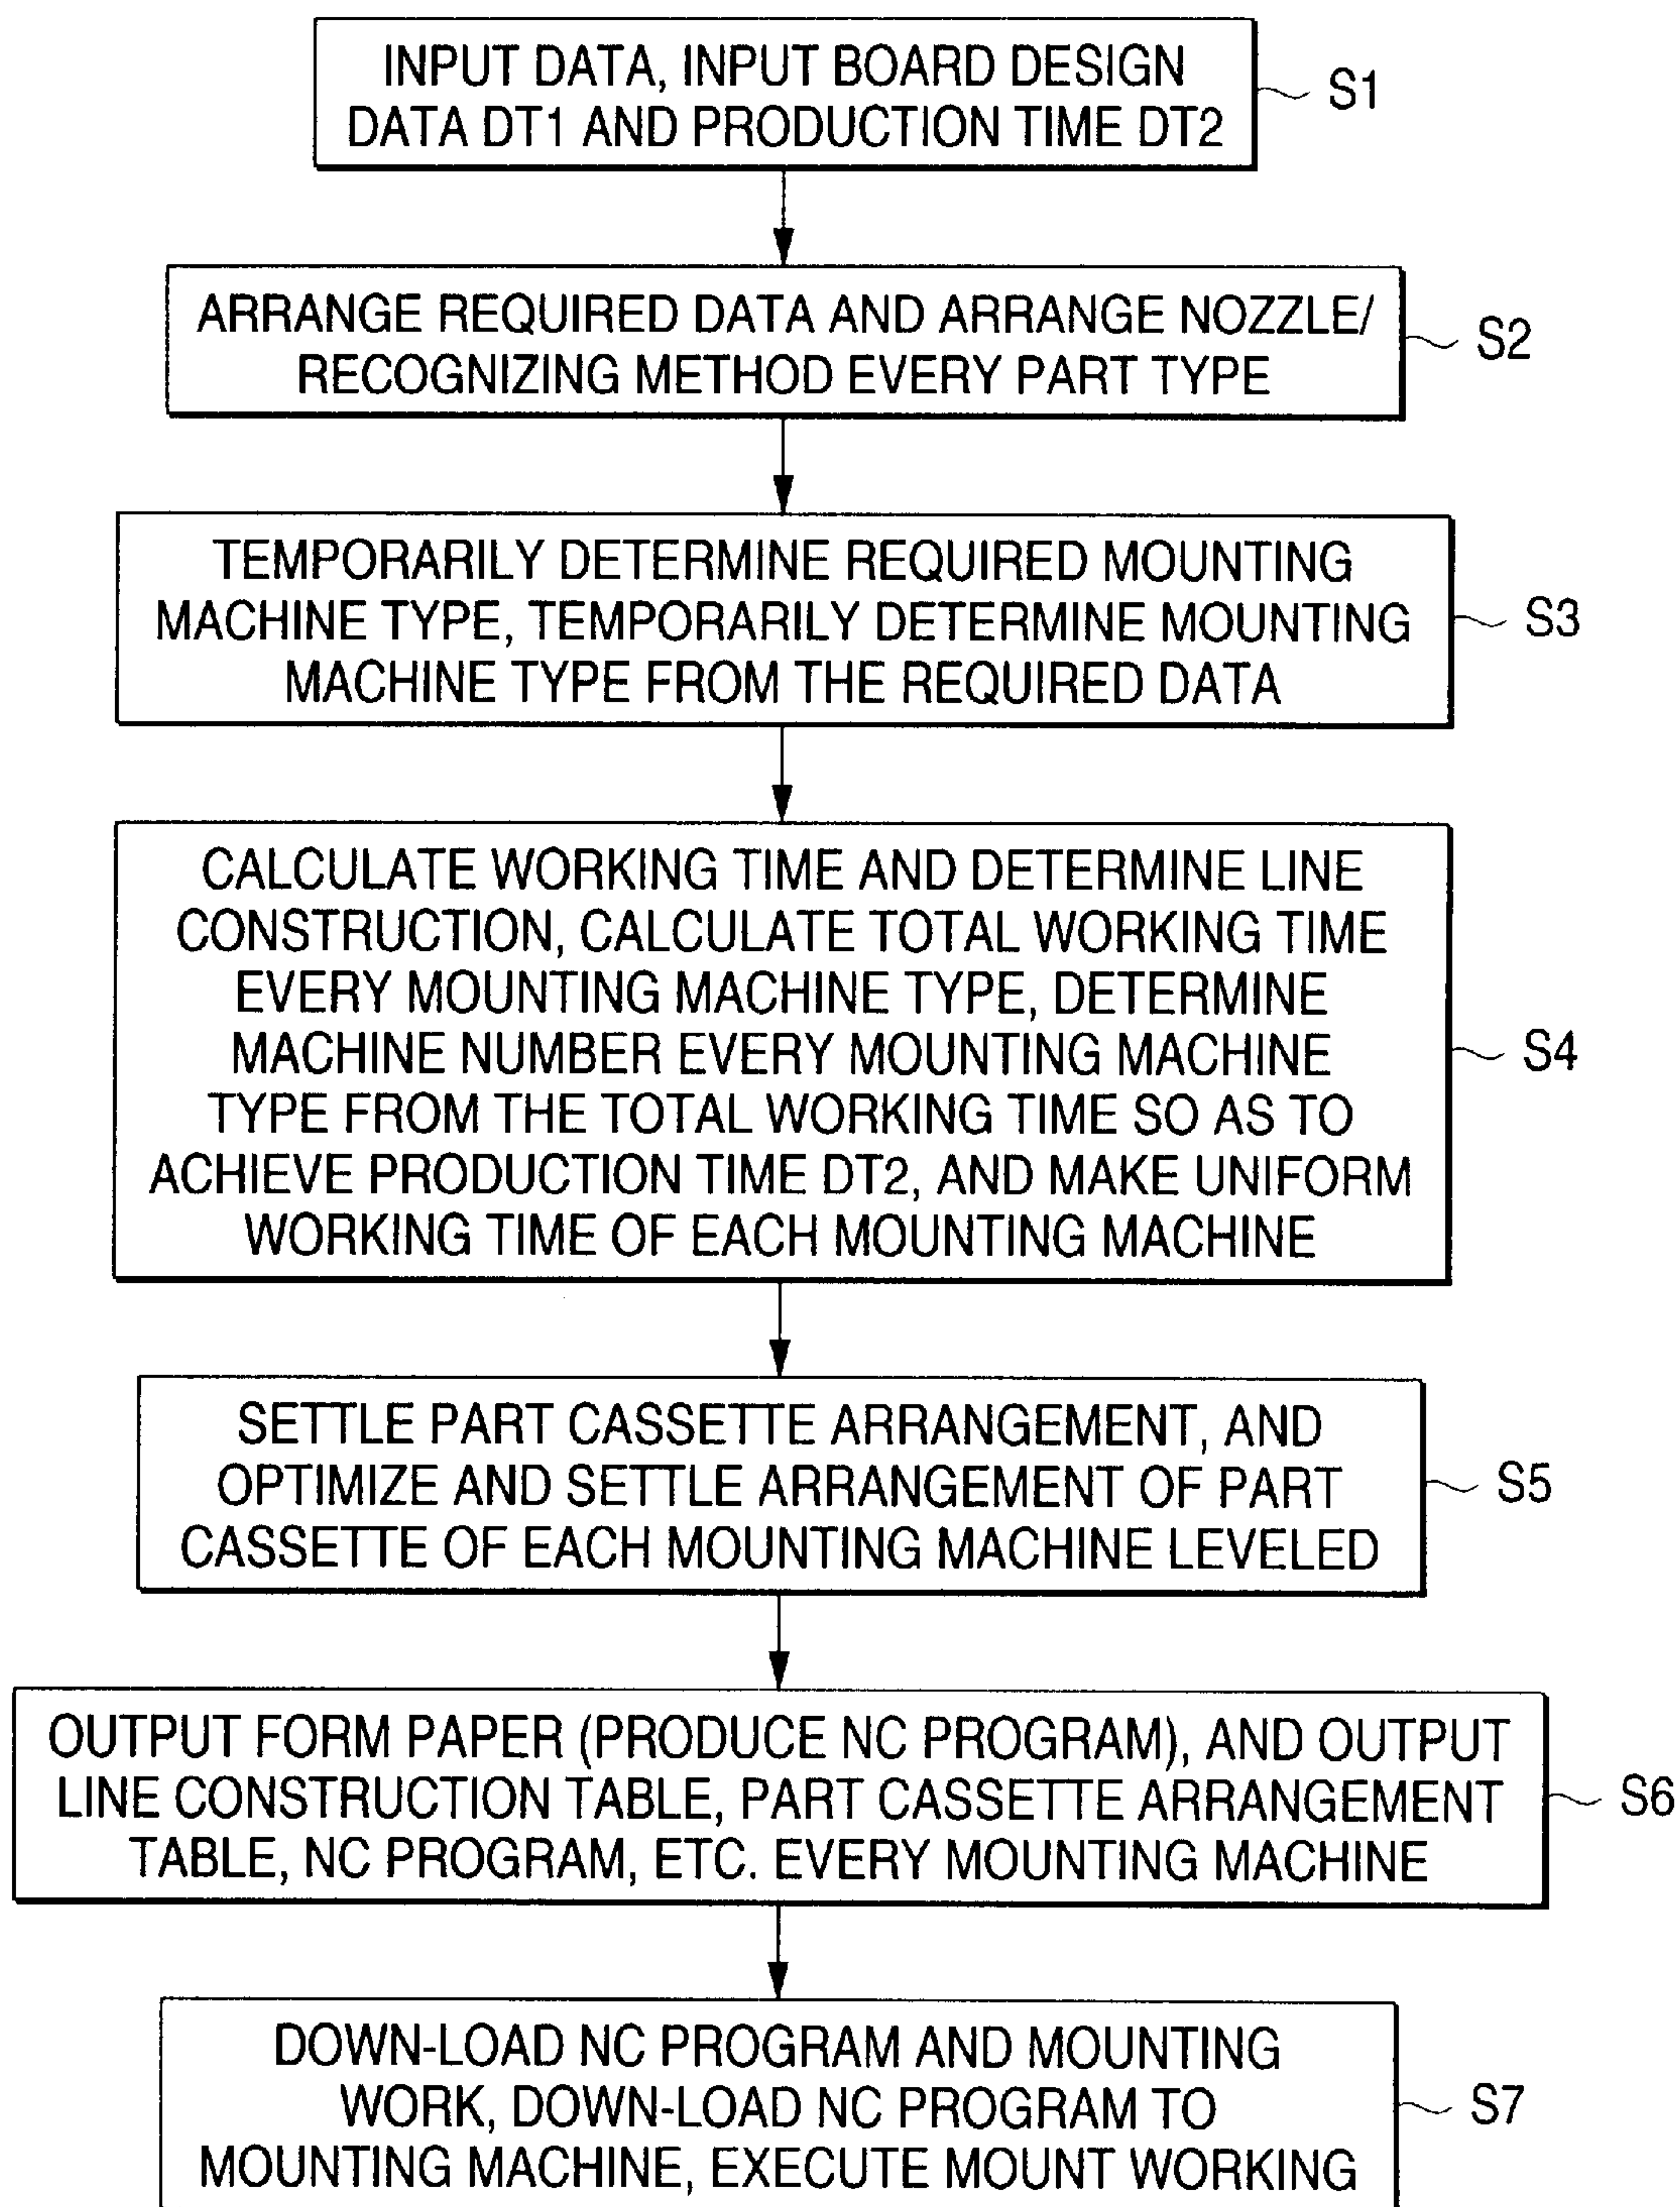 INPUT DATA, INPUT BOARD DESIGN
DATA DT1 AND PRODUCTION TIME DT2
S1
ARRANGE REQUIRED DATA AND ARRANGE NOZZLE/
RECOGNIZING METHOD EVERY PART TYPE
S2
TEMPORARILY DETERMINE REQUIRED MOUNTING
MACHINE TYPE, TEMPORARILY DETERMINE MOUNTING
MACHINE TYPE FROM THE REQUIRED DATA
S3
CALCULATE WORKING TIME AND DETERMINE LINE
CONSTRUCTION, CALCULATE TOTAL WORKING TIME
EVERY MOUNTING MACHINE TYPE, DETERMINE
MACHINE NUMBER EVERY MOUNTING MACHINE
TYPE FROM THE TOTAL WORKING TIME SO AS TO
ACHIEVE PRODUCTION TIME DT2, AND MAKE UNIFORM
WORKING TIME OF EACH MOUNTING MACHINE
S4
SETTLE PART CASSETTE ARRANGEMENT, AND
OPTIMIZE AND SETTLE ARRANGEMENT OF PART
CASSETTE OF EACH MOUNTING MACHINE LEVELED
S5
OUTPUT FORM PAPER (PRODUCE NC PROGRAM), AND OUTPUT
LINE CONSTRUCTION TABLE, PART CASSETTE ARRANGEMENT
TABLE, NC PROGRAM, ETC. EVERY MOUNTING MACHINE
S6
DOWN-LOAD NC PROGRAM AND MOUNTING
WORK, DOWN-LOAD NC PROGRAM TO
MOUNTING MACHINE, EXECUTE MOUNT WORKING
S7